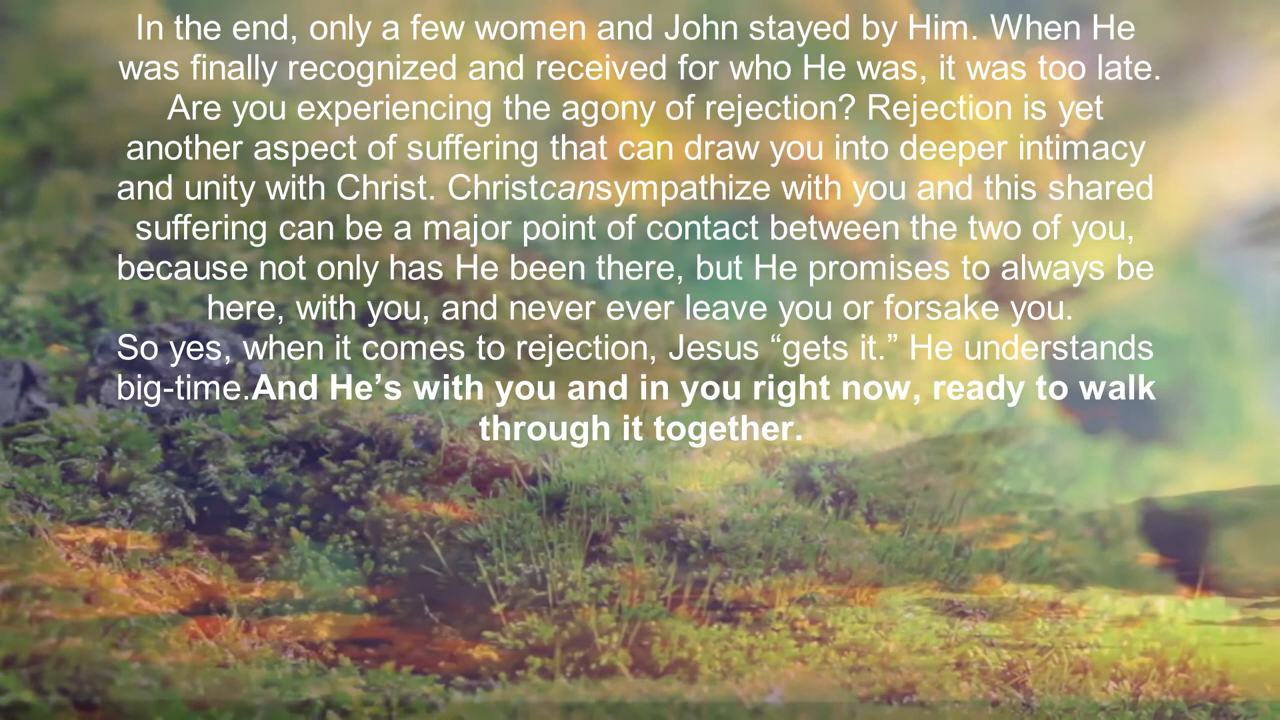 In the end, only a few women and John stayed by Him. When He
was finally recognized and received for who He was, it was too late.
Are you experiencing the agony of rejection? Rejection is yet
another aspect of suffering that can draw you into deeper intimacy
and unity with Christ. Christcansympathize with you and this shared
suffering can be a major point of contact between the two of you,
because not only has He been there, but He promises to always be
here, with you, and never ever leave you or forsake you.
So yes, when it comes to rejection, Jesus “gets it.” He understands
big-time.And He’s with you and in you right now, ready to walk
through it together.